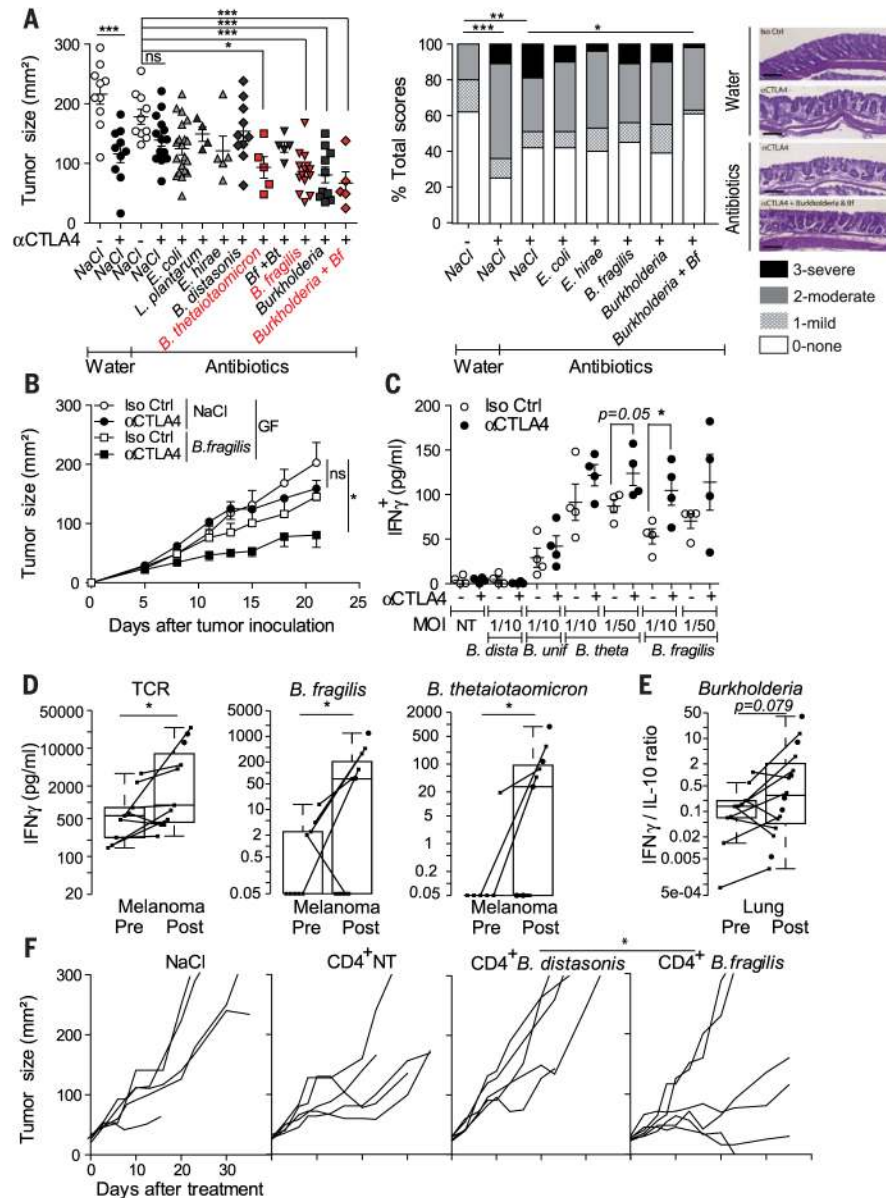 A
***
***
***
***
*
ns
300
200
100
0
Tumor size (mm²)
αCTLA4
- + - + + + + + + + + + +
NaCl
NaCl
NaCl
NaCl
E. coli
L. plantarum
E. hirae
B. distasonis
B. thetaiotaomicron
Bf +Bt
B. fragilis
Burkholderia
Burkholderia + Bf
Water
Antibiotics
**
***
*
100
80
60
40
20
0
% Total scores
- + + + + + + +
NaCl
NaCl
NaCl
E. coli
E. hirae
B. fragilis
Burkholderia
Burkholderia + Bf
Water
Antibiotics
Iso Ctrl
αCTLA4
αCTLA4
αCTLA4 + Burkholderia & Bf
Water
Antibiotics
3-severe
2-moderate
1-mild
0-none
B
300
200
100
0
Tumor size (mm²)
Iso Ctrl
αCTLA4
NaCl
Iso Ctrl
αCTLA4
B.fragilis
GF
ns
*
0 5 10 15 20 25
Days after tumor inoculation
C
200
150
100
50
0
IFNγ (pg/ml)
+
Iso Ctrl
αCTLA4
p=0.05
*
αCTLA4
- + - + - + - + - + - + - +
MOI
NT 1/10 1/10 1/10 1/50 1/10 1/50
B. dista B. unif B. theta B. fragilis
D
TCR
*
50000
10000
2000
1000
500
100
20
IFNγ (pg/ml)
Melanoma
Pre Post
B. fragilis
*
5000
1000
100
50
10
2
0.5
0.05
Melanoma
Pre Post
B. thetaiotaomicron
*
5000
1000
100
20
10
2
0.5
0.05
Melanoma
Pre Post
E
Burkholderia
p=0.079
50
10
2
0.5
0.1
0.02
0.005
5e-04
IFNγ / IL-10 ratio
Lung
Pre Post
F
NaCl
CD4+ NT
CD4+ B. distasonis
*
CD4+ B.fragilis
300
200
100
0
Tumor size (mm²)
0 10 20 30
Days after treatment